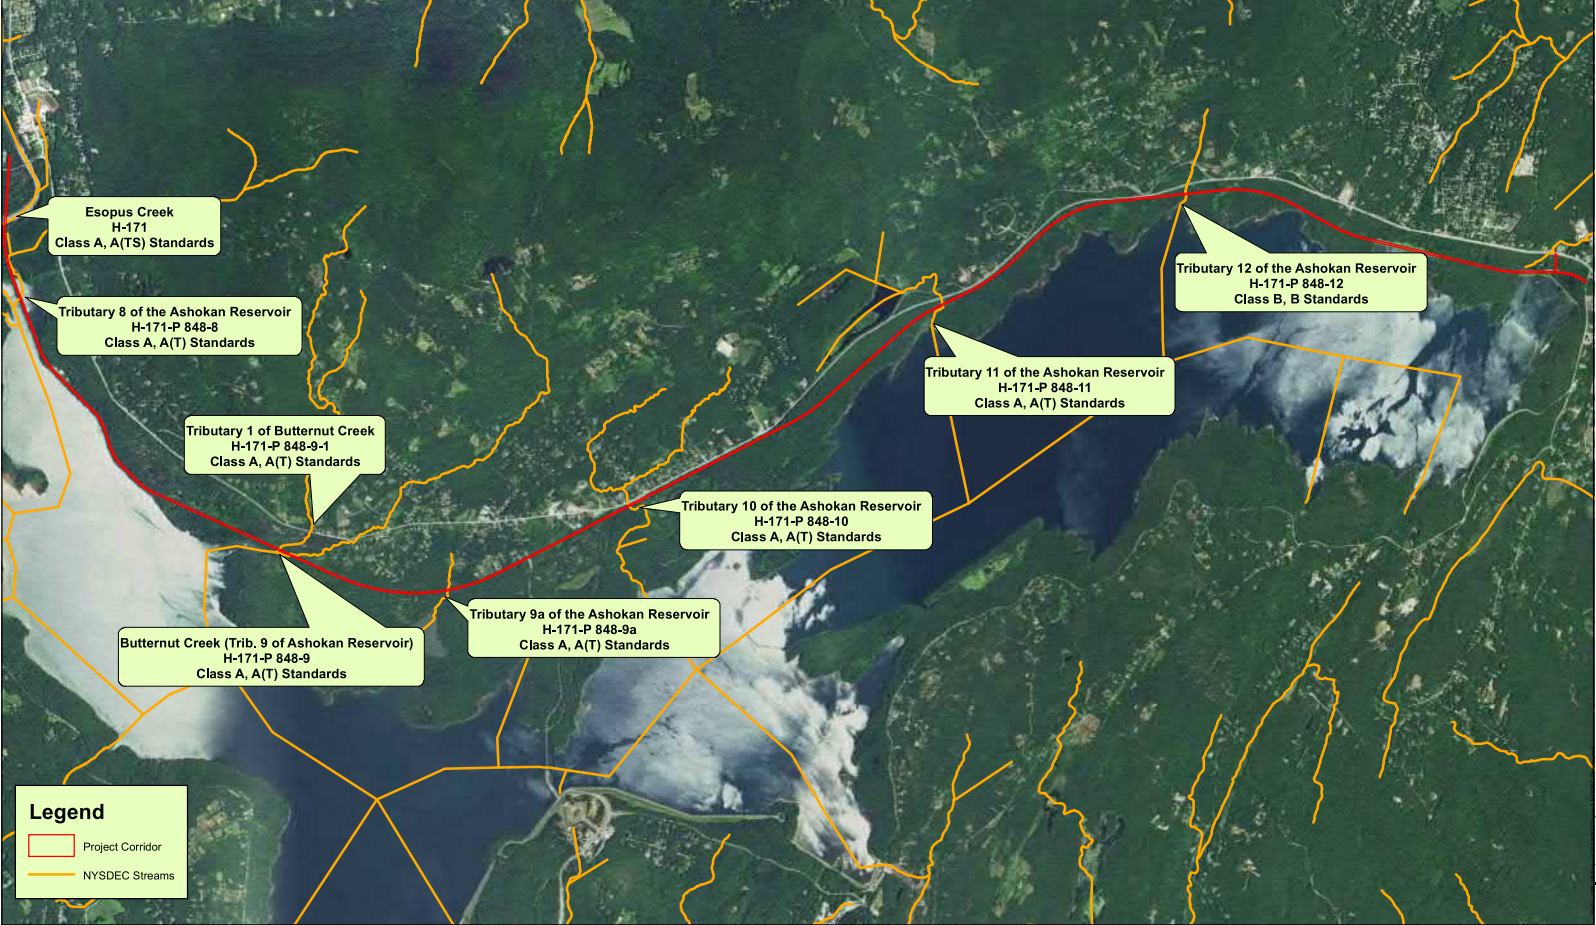 Esopus Creek
H-171
Class A, A(TS) Standards
Tributary 8 of the Ashokan Reservoir
H-171-P 848-8
Class A, A(T) Standards
Tributary 12 of the Ashokan Reservoir
H-171-P 848-12
Class B, B Standards
Tributary 11 of the Ashokan Reservoir
H-171-P 848-11
Class A, A(T) Standards
Tributary 1 of Butternut Creek
H-171-P 848-9-1
Class A, A(T) Standards
Tributary 10 of the Ashokan Reservoir
H-171-P 848-10
Class A, A(T) Standards
Tributary 9a of the Ashokan Reservoir
H-171-P 848-9a
Class A, A(T) Standards
Butternut Creek (Trib. 9 of Ashokan Reservoir)
H-171-P 848-9
Class A, A(T) Standards
Legend
Project Corridor
NYSDEC Streams